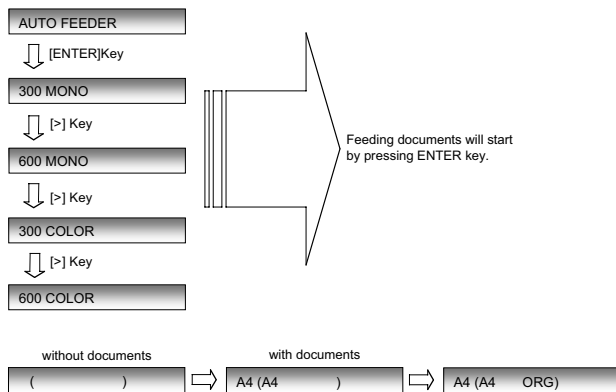 AUTO FEEDER
[ENTER]Key
300 MONO
[>] Key
600 MONO
[>] Key
300 COLOR
[>] Key
600 COLOR
Feeding documents will start
by pressing ENTER key.
without documents
with documents
( )
A4 (A4 )
A4 (A4 ORG)